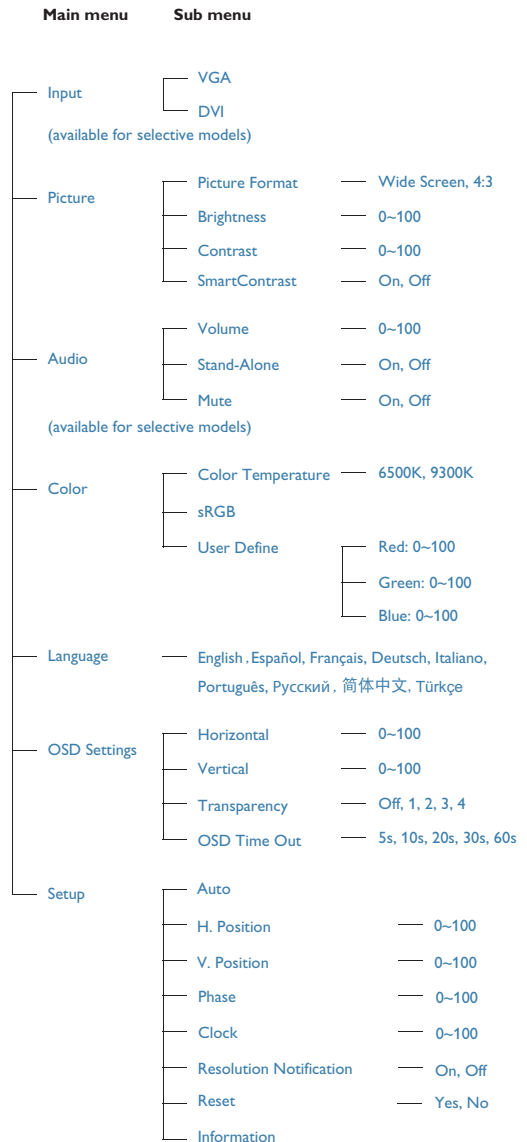 Main menu Sub menu
VGA
Input
DVI
(available for selective models)
Picture Format Wide Screen, 4:3
Picture
Brightness 0~100
Contrast 0~100
SmartContrast On, Off
Volume 0~100
Audio Stand-Alone On, Off
Mute On, Off
(available for selective models)
Color Temperature 6500K, 9300K
Color
sRGB
User Define Red: 0~100
Green: 0~100
Blue: 0~100
Language English, Español, Français, Deutsch, Italiano,
Português, Русский, 简体中文, Türkçe
Horizontal 0~100
OSD Settings
Vertical 0~100
Transparency Off, 1, 2, 3, 4
OSD Time Out 5s, 10s, 20s, 30s, 60s
Setup Auto
H. Position 0~100
V. Position 0~100
Phase 0~100
Clock 0~100
Resolution Notification On, Off
Reset Yes, No
Information